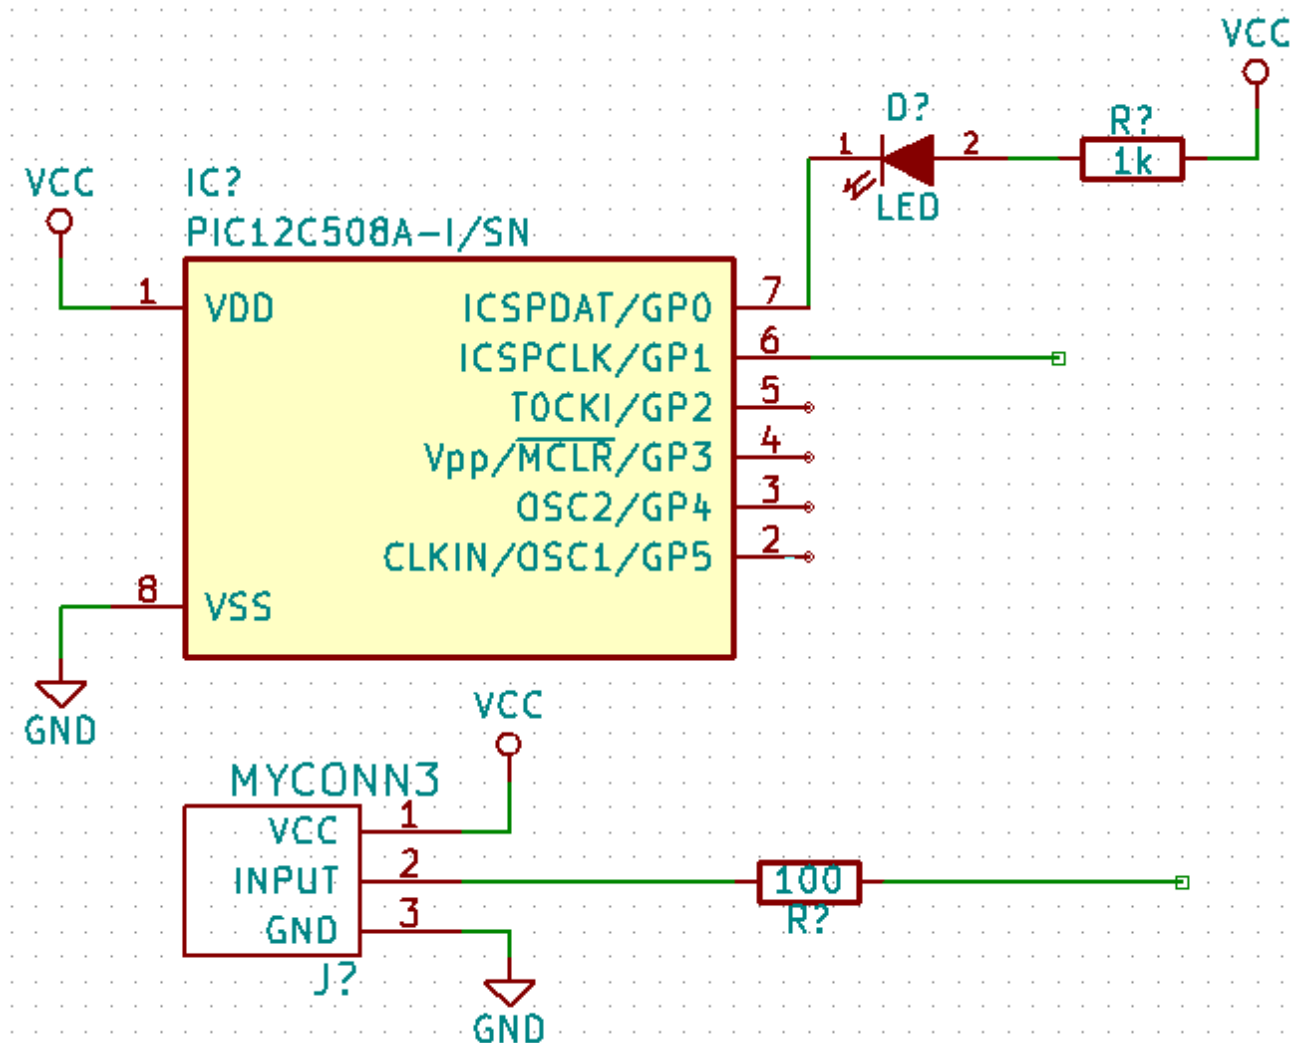 VCC
D?
R?
1
2
1k
LED
VCC
IC?
PIC12C508A-I/SN
1
VDD
ICSPDAT/GP0
7
ICSPCLK/GP1
6
T0CKI/GP2
5
Vpp/MCLR/GP3
4
OSC2/GP4
3
CLKIN/OSC1/GP5
2
8
VSS
GND
VCC
MYCONN3
VCC
1
INPUT
2
100
R?
GND
3
J?
GND